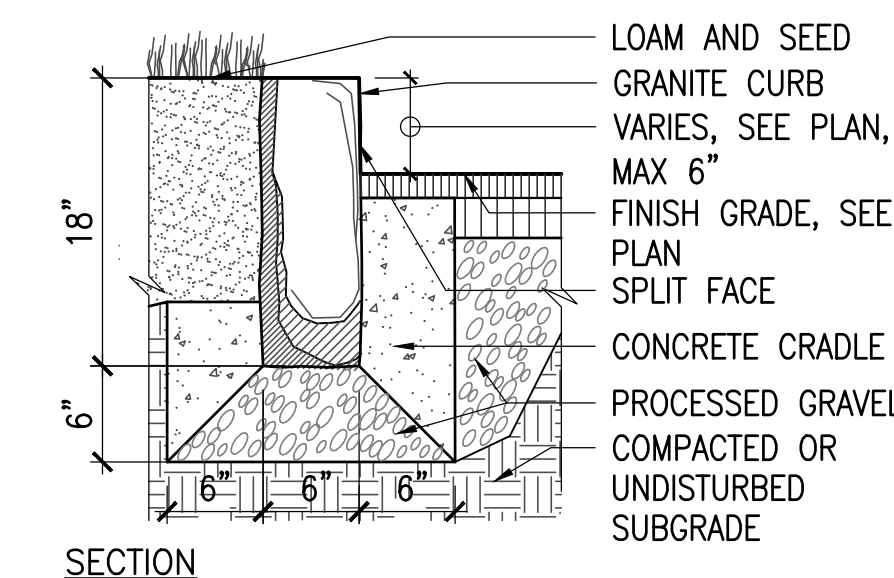 LOAM AND SEED
GRANITE CURB
VARIES, SEE PLAN,
MAX 6”
FINISH GRADE, SEE
PLAN
SPLIT FACE
CONCRETE CRADLE
PROCESSED GRAVEL
COMPACTED OR
UNDISTURBED
SUBGRADE
18”
6”
6” 6” 6”
SECTION